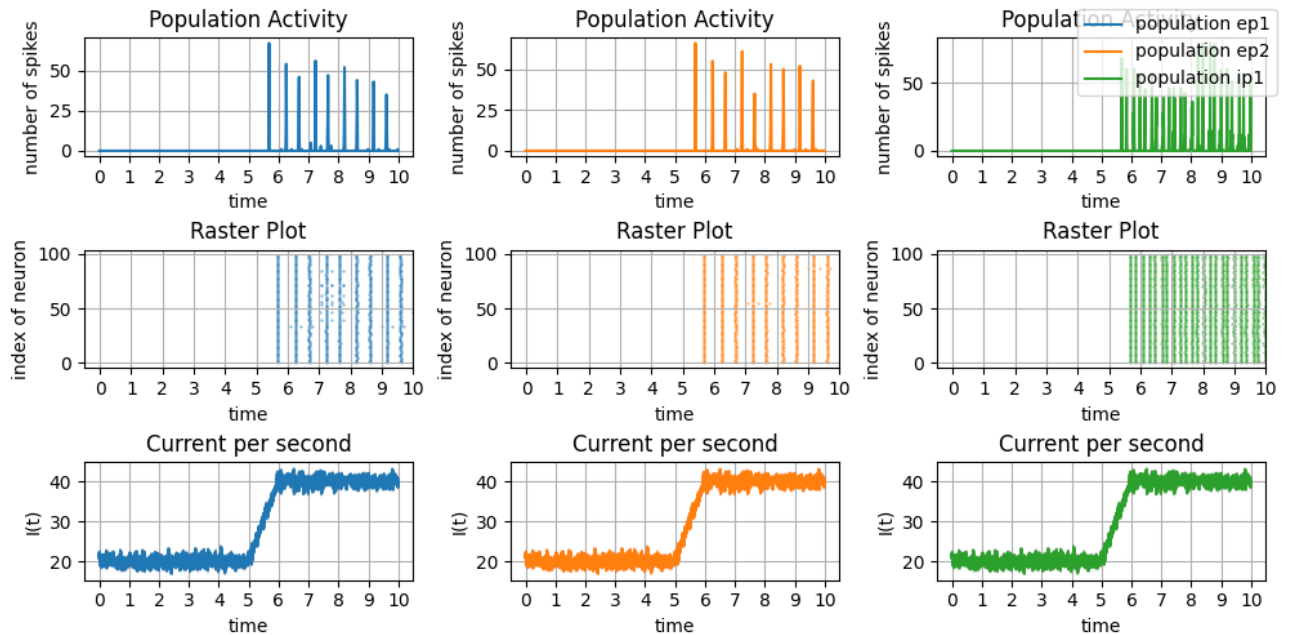 Population Activity
Population Activity
Population Activity
population ep1
population ep2
population ip1
number of spikes
50
25
0
0 1 2 3 4 5 6 7 8 9 10
time
number of spikes
50
25
0
0 1 2 3 4 5 6 7 8 9 10
time
number of spikes
50
0
0 1 2 3 4 5 6 7 8 9 10
time
Raster Plot
Raster Plot
Raster Plot
index of neuron
100
50
0
0 1 2 3 4 5 6 7 8 9 10
time
index of neuron
100
50
0
0 1 2 3 4 5 6 7 8 9 10
time
index of neuron
100
50
0
0 1 2 3 4 5 6 7 8 9 10
time
Current per second
Current per second
Current per second
I(t)
40
30
20
0 1 2 3 4 5 6 7 8 9 10
time
I(t)
40
30
20
0 1 2 3 4 5 6 7 8 9 10
time
I(t)
40
30
20
0 1 2 3 4 5 6 7 8 9 10
time